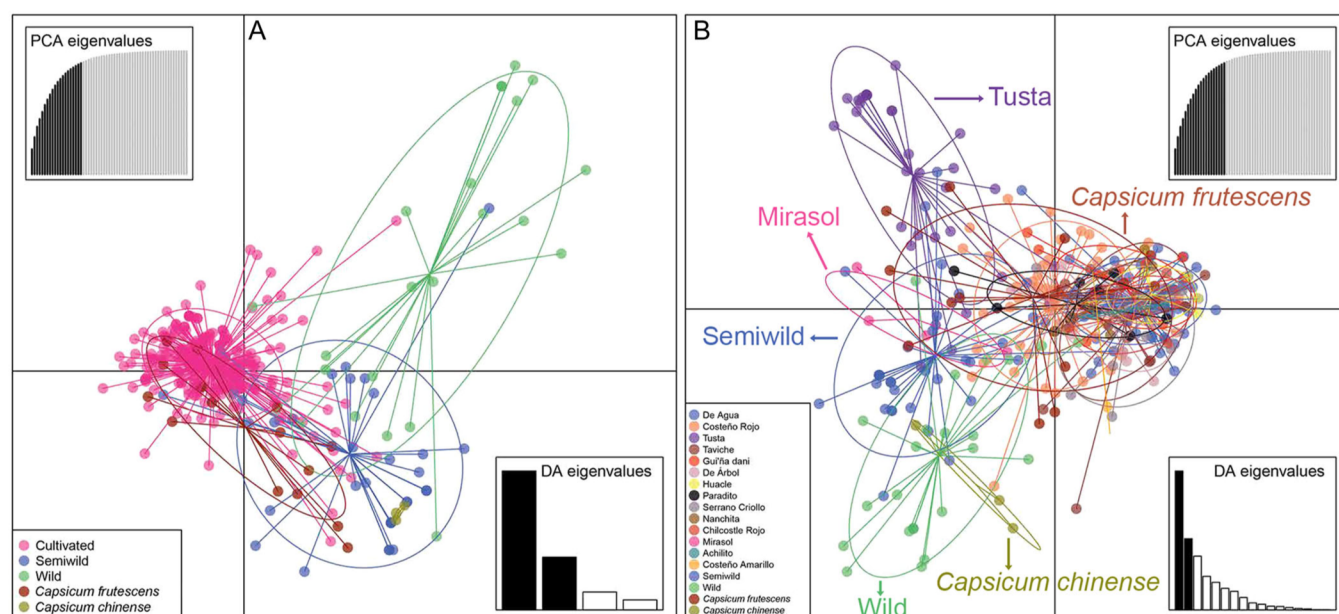 A
PCA eigenvalues
Cultivated
Semiwild
Wild
Capsicum frutescens
Capsicum chinense
DA eigenvalues
B
PCA eigenvalues
Tusta
Capsicum frutescens
Mirasol
Semiwild
De Agua
Costeño Rojo
Tusta
Taviche
Gui'ña dani
De Árbol
Huacle
Paradito
Serrano Criollo
Nanchita
Chilcostle Rojo
Mirasol
Achilito
Costeño Amarillo
Semiwild
Wild
Capsicum frutescens
Capsicum chinense
Wild
Capsicum chinense
DA eigenvalues